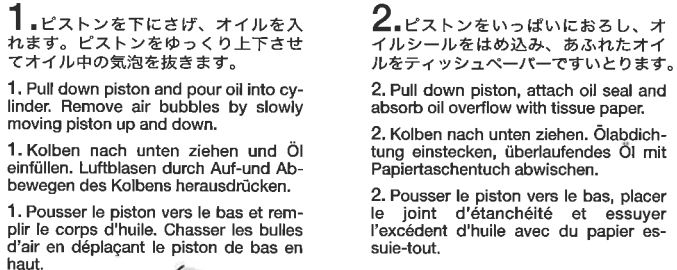 1.ピストンを下にさげ、オイルを入
れます。ピストンをゆっくり上下させ
てオイル中の気泡を抜きます。
1. Pull down piston and pour oil into cy-
linder. Remove air bubbles by slowly
moving piston up and down.
1. Kolben nach unten ziehen und Öl
einfüllen. Luftblasen durch Auf-und Ab-
bewegen des Kolbens herausdrücken.
1. Pousser le piston vers le bas et rem-
plir le corps d'huile. Chasser les bulles
d'air en déplaçant le piston de bas en
haut.
2.ピストンをいっぱいにおろし、オ
イルシールをはめ込み、あふれたオイ
ルをティッシュペーパーですいとります。
2. Pull down piston, attach oil seal and
absorb oil overflow with tissue paper.
2. Kolben nach unten ziehen. Ölabdich-
tung einstecken, überlaufendes Öl mit
Papiertaschentuch abwischen.
2. Pousser le piston vers le bas, placer
le joint d'étanchéité et essuyer
l'excédent d'huile avec du papier es-
suie-tout.